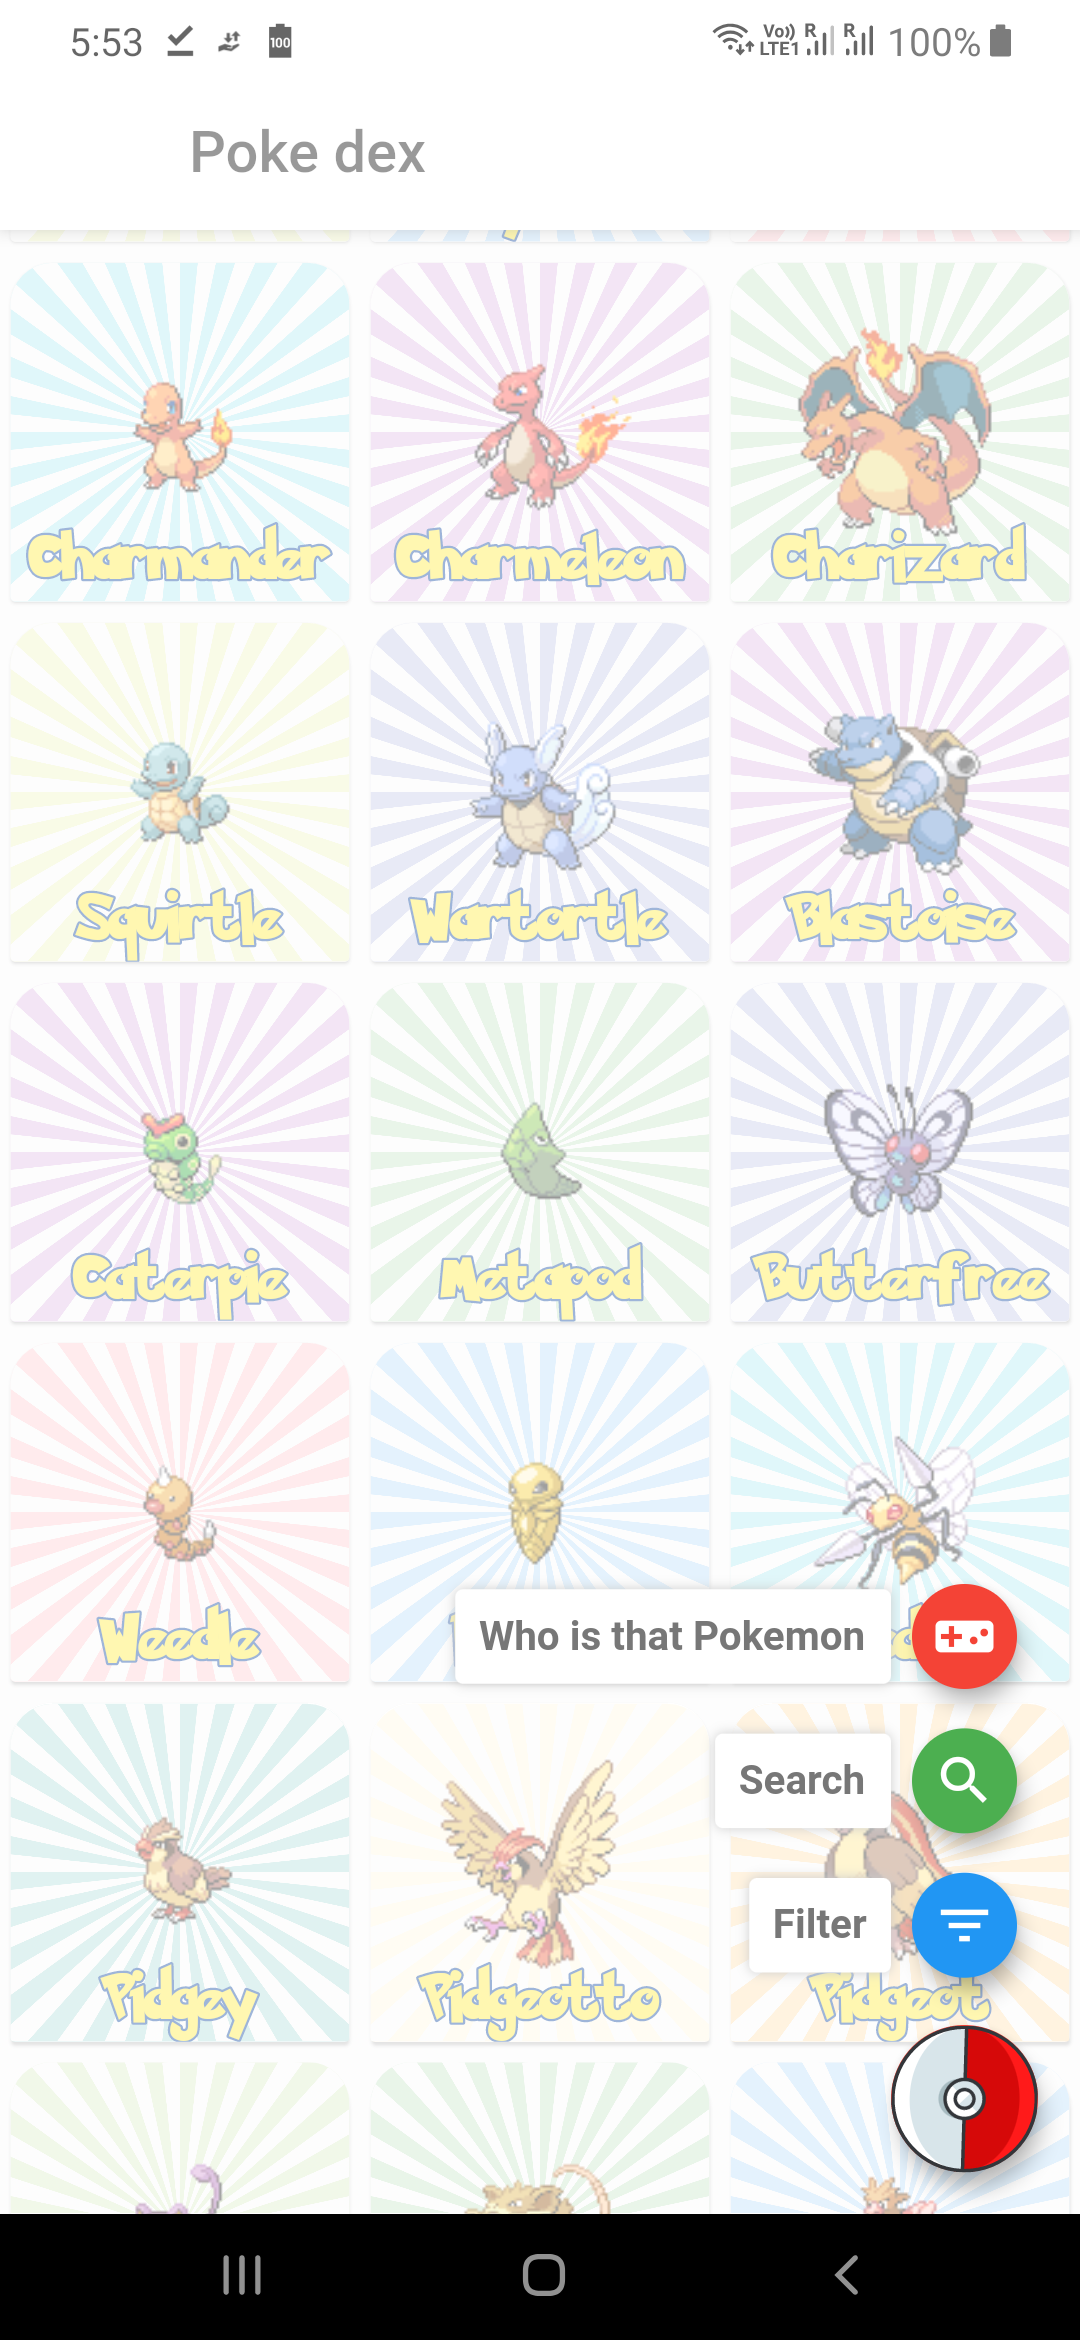 5:53
100
Vo)) LTE1 R R 100%
Poke dex
Charmander Charmeleon Charizard
Squirtle Wartortle Blastoise
Caterpie Metapod Butterfree
Weedle
Who is that Pokemon
Search
Filter
Pidgey Pidgeotto Pidgeot